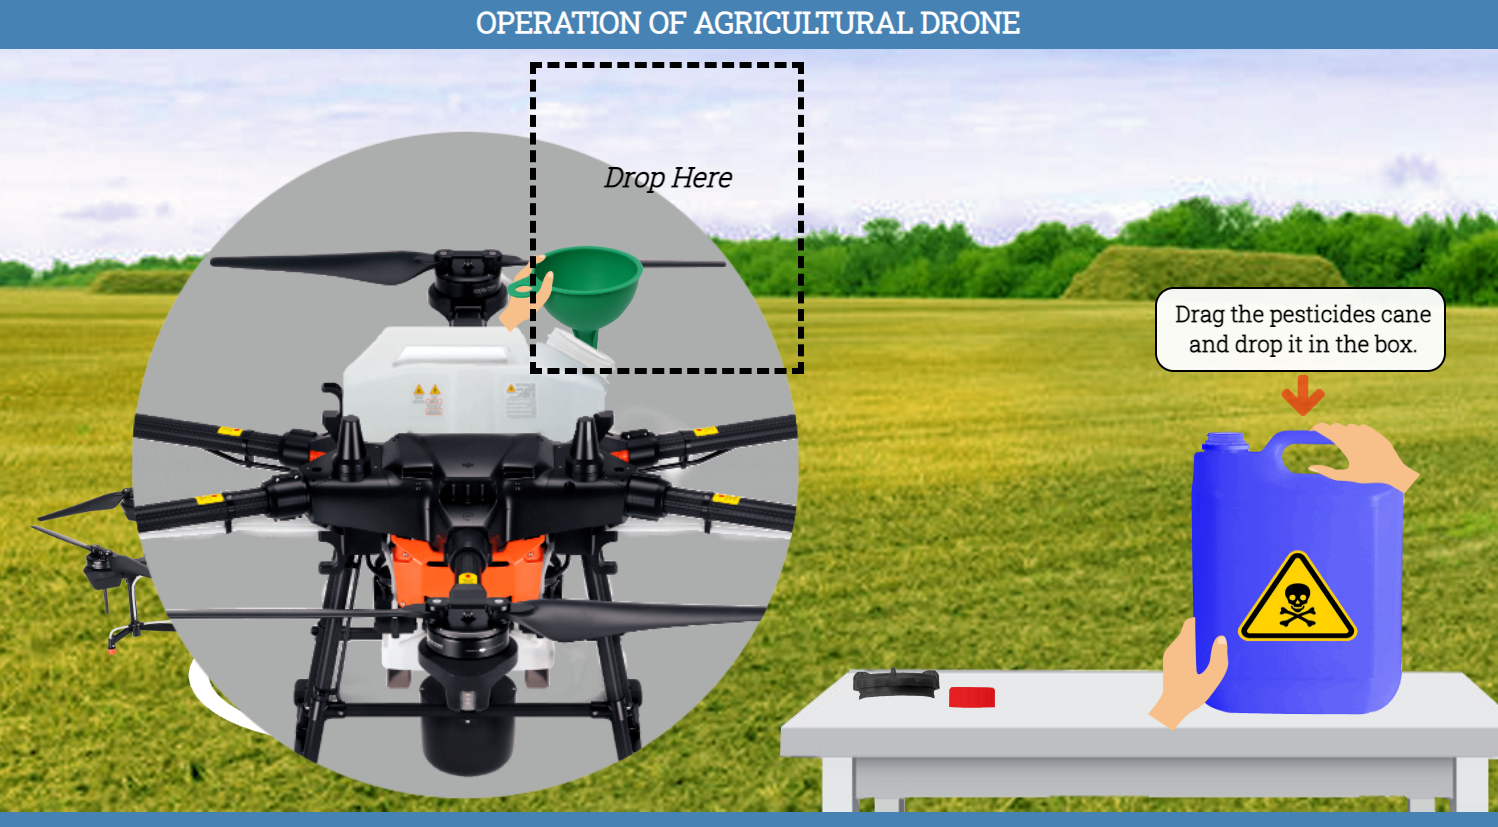 OPERATION OF AGRICULTURAL DRONE
Drop Here
Drag the pesticides cane
and drop it in the box.